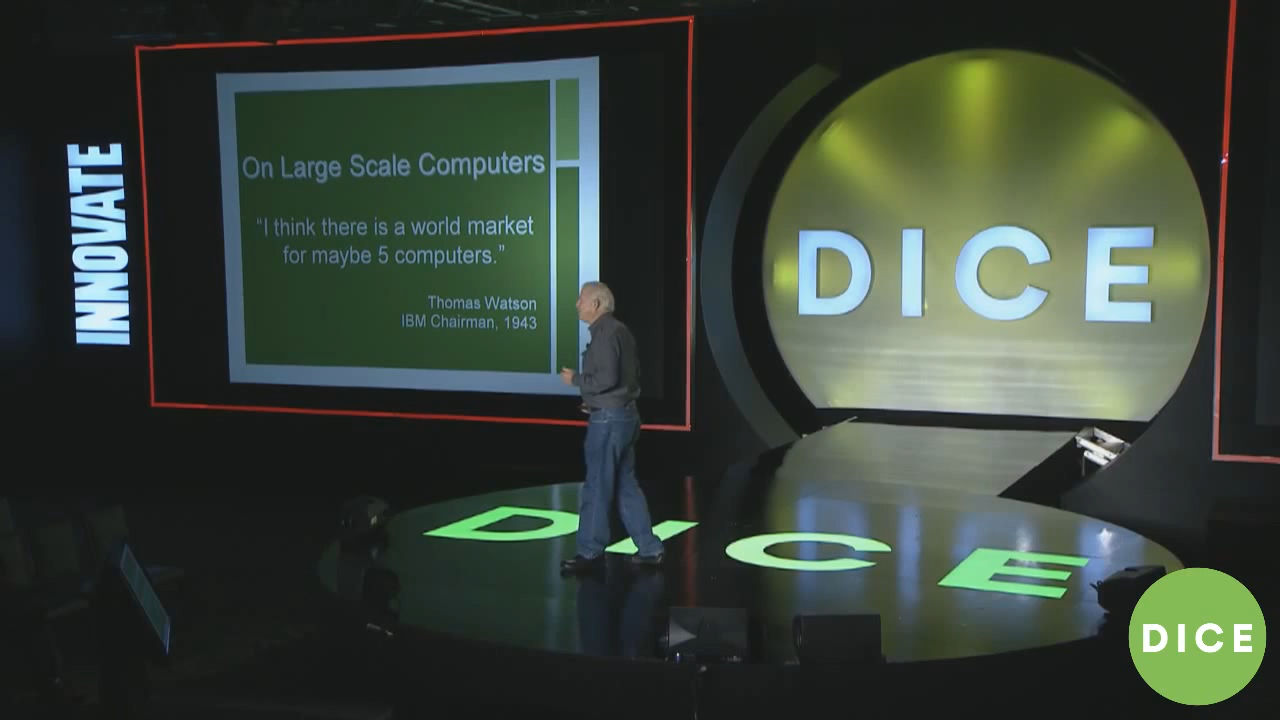 INNOVATE
On Large Scale Computers
“I think there is a world market
for maybe 5 computers.”
Thomas Watson
IBM Chairman, 1943
DICE
DICE
DICE